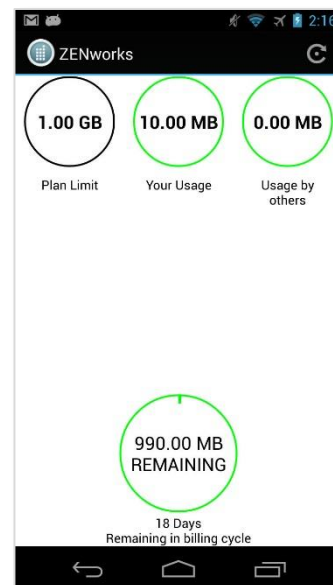 2:16
ZENworks
1.00 GB
10.00 MB
0.00 MB
Plan Limit
Your Usage
Usage by
others
990.00 MB
REMAINING
18 Days
Remaining in billing cycle